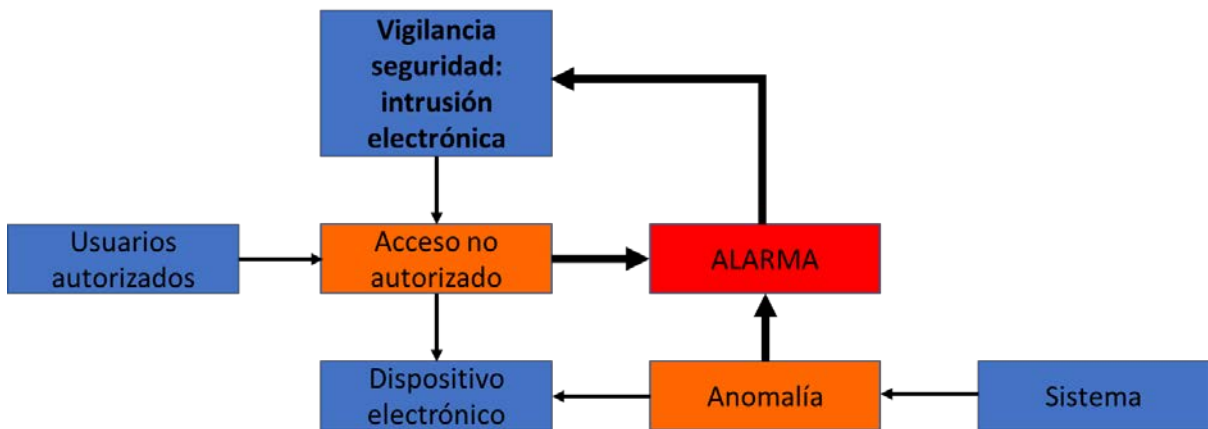 Vigilancia
seguridad:
intrusión
electrónica
Usuarios
autorizados
Acceso no
autorizado
ALARMA
Dispositivo
electrónico
Anomalía
Sistema